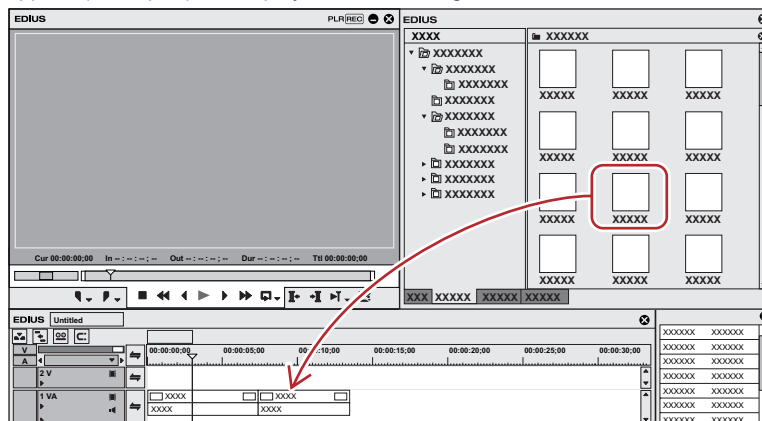 EDIUS PLR REC
EDIUS
XXXX
XXXXXX
XXXXXXX
XXXXXXX
XXXXXXX
XXXXXXX
XXXXXXX
XXXXXXX
XXXXXXX
XXXXXXX
XXXXXXX
XXXXXXX
XXXXX XXXXX XXXXX
XXXXX XXXXX XXXXX
XXXXX XXXXX XXXXX
XXXXX XXXXX XXXXX
Cur 00:00:00;00 In -- : -- : -- ; -- Out -- : -- : -- ; -- Dur -- : -- : -- ; -- Ttl 00:00:00;00
XXX XXXXX XXXXX XXXXX
EDIUS Untitled
V
A
00:00:00;00 00:00:05;00 00:00:10;00 00:00:15;00 00:00:20;00 00:00:25;00 00:00:30;00
2 V
1 VA
XXXX XXXX
XXXX XXXX
XXXXXX XXXXXX
XXXXXX XXXXXX
XXXXXX XXXXXX
XXXXXX XXXXXX
XXXXXX XXXXXX
XXXXXX XXXXXX
XXXXXX XXXXXX